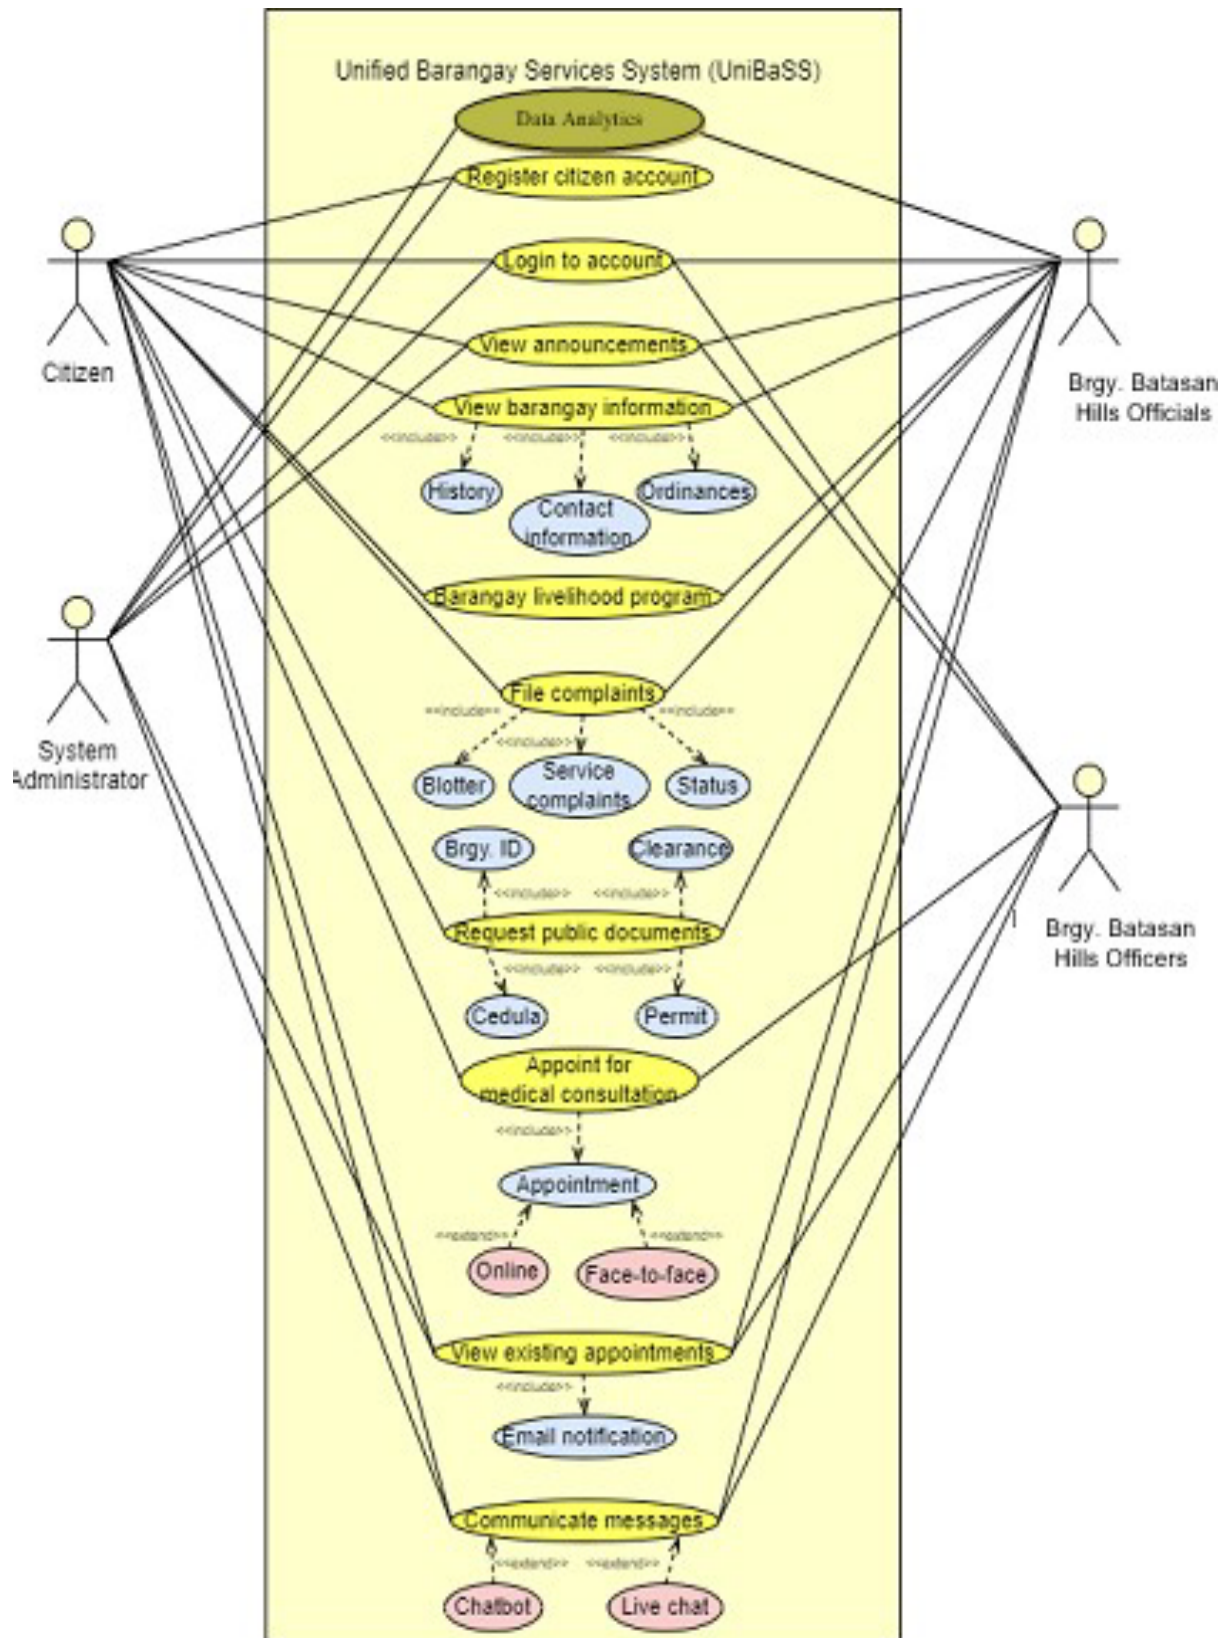 Unified Barangay Services System (UniBaSS)
Data Analytics
Register citizen account
Login to account
View announcements
Citizen
Brgy. Batasan
Hills Officials
View barangay information
<<include>> <<include>> <<include>>
History
Ordinances
Contact
information
Barangay livelihood program
File complaints
<<include>> <<include>>
<<include>>
System
Administrator
Blotter
Service
complaints
Status
Brgy. ID
Clearance
<<include>> <<include>>
Request public documents
Brgy. Batasan
Hills Officers
<<include>> <<include>>
Cedula
Permit
Appoint for
medical consultation
<<include>>
Appointment
<<extend>> <<extend>>
Online
Face-to-face
View existing appointments
<<include>>
Email notification
Communicate messages
<<extend>> <<extend>>
Chatbot
Live chat